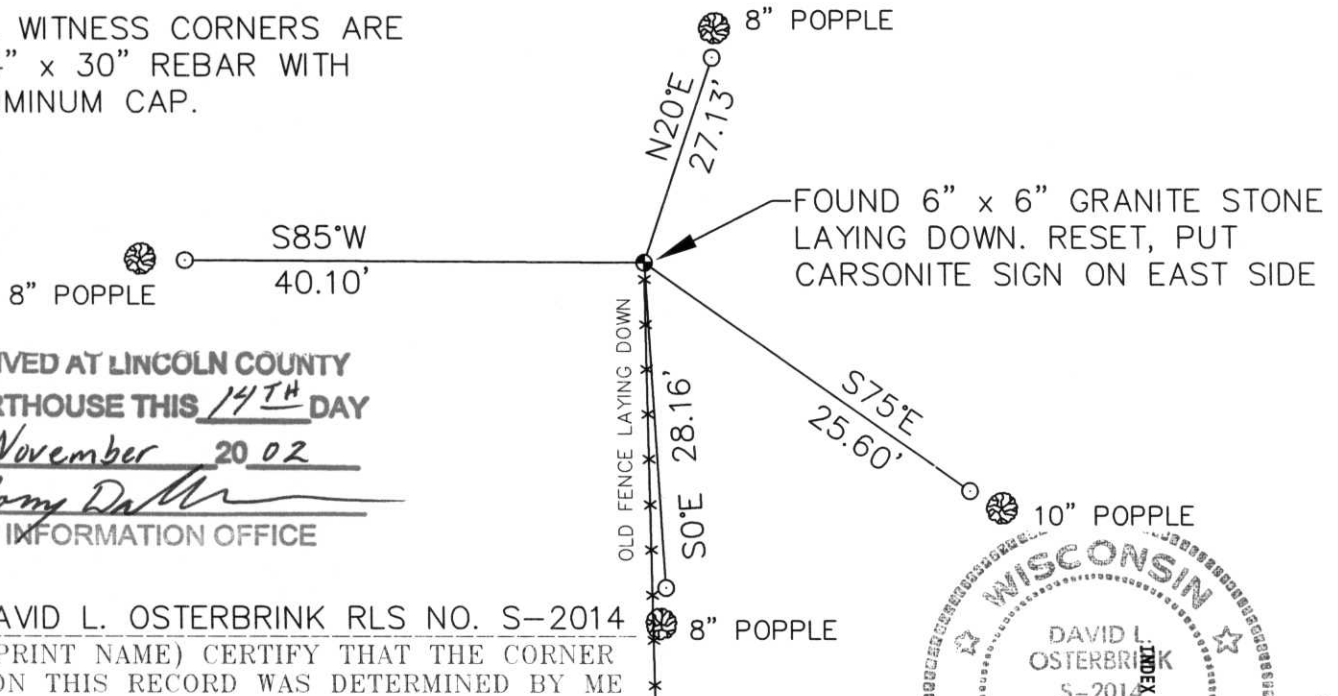 WITNESS CORNERS ARE
" x 30" REBAR WITH
MINUM CAP.
8" POPPLE
N20°E
27.13'
FOUND 6" x 6" GRANITE STONE
LAYING DOWN. RESET, PUT
CARSONITE SIGN ON EAST SIDE
S85°W
40.10'
8" POPPLE
OLD FENCE LAYING DOWN
S0°E 28.16'
S75°E
25.60'
10" POPPLE
8" POPPLE
IVED AT LINCOLN COUNTY
RTHOUSE THIS 14TH DAY
November 20 02
INFORMATION OFFICE
AVID L. OSTERBRINK RLS NO. S-2014
PRINT NAME) CERTIFY THAT THE CORNER
ON THIS RECORD WAS DETERMINED BY ME
WISCONSIN
DAVID L.
OSTERBRINK
S-2014
INDEX